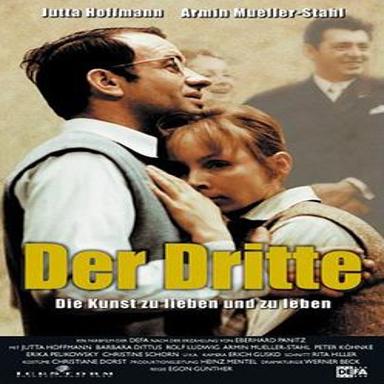 Jutta Hoffmann Armin Mueller-Stahl
Der Dritte
Die Kunst zu lieben und zu leben
EIN FARBFILM DER DEFA NACH DER ERZÄHLUNG VON EBERHARD PANITZ
MIT JUTTA HOFFMANN BARBARA DITTUS ROLF LUDWIG ARMIN MUELLER-STAHL PETER KÖHNKE
ERIKA PELIKOWSKY CHRISTINE SCHORN U.V.A. KAMERA ERICH GUSKO SCHNITT RITA HILLER
KOSTÜME CHRISTIANE DORST PRODUKTIONSLEITUNG HEINZ MENTEL DRAMATURGIE WERNER BECK
REGIE EGON GÜNTHER
ICESTORM
DEFA